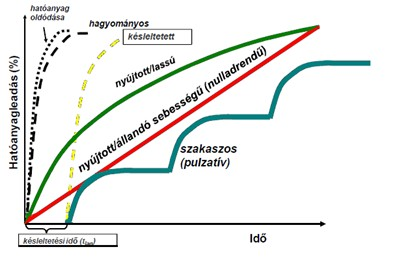 hatóanyag
oldódása
hagyományos
késleltetett
nyújtott/lassú
nyújtott/állandó sebességű (nulladrendű)
szakaszos
(pulzatív)
Hatóanyagleadás (%)
késleltetési idő (tlag)
Idő